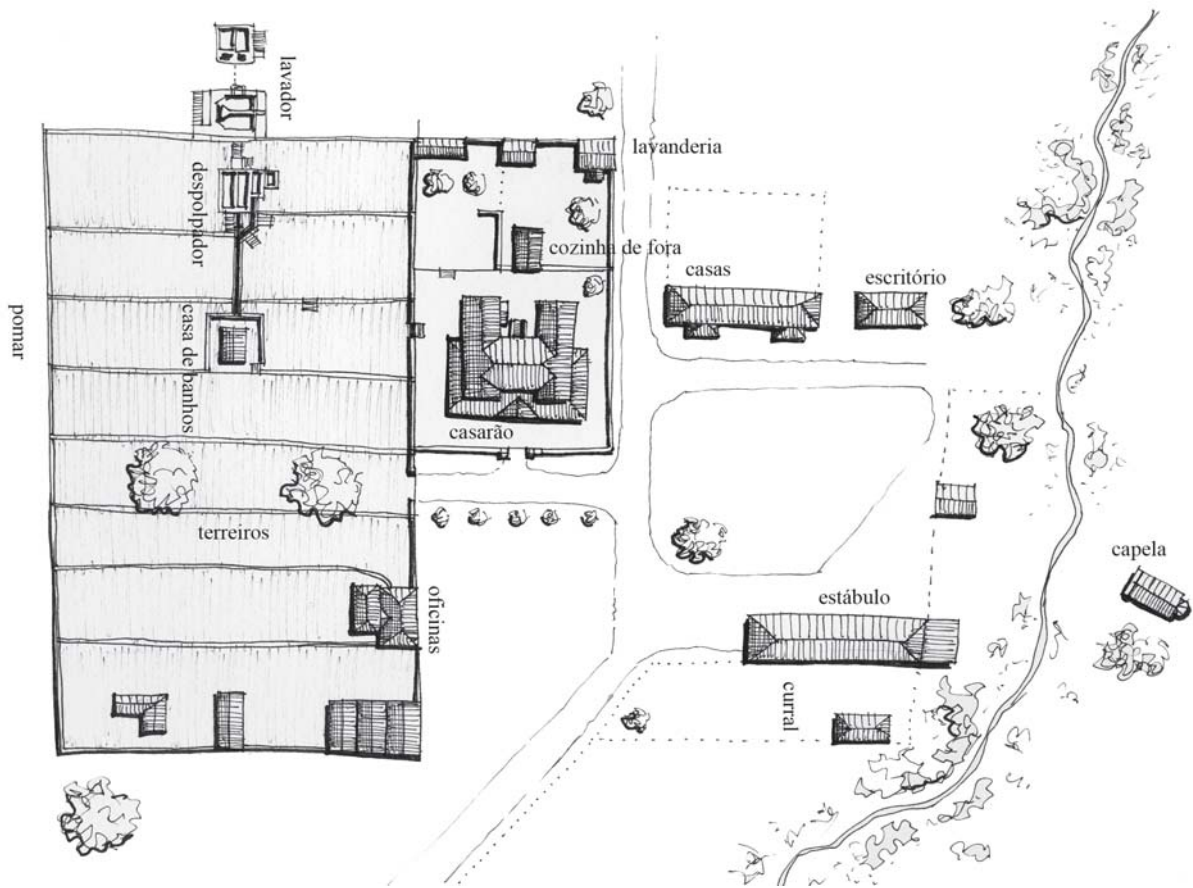 lavador
lavanderia
despolpador
cozinha de fora
casas
escritório
pomar
casa de banhos
casarão
terreiros
capela
estábulo
oficinas
curral